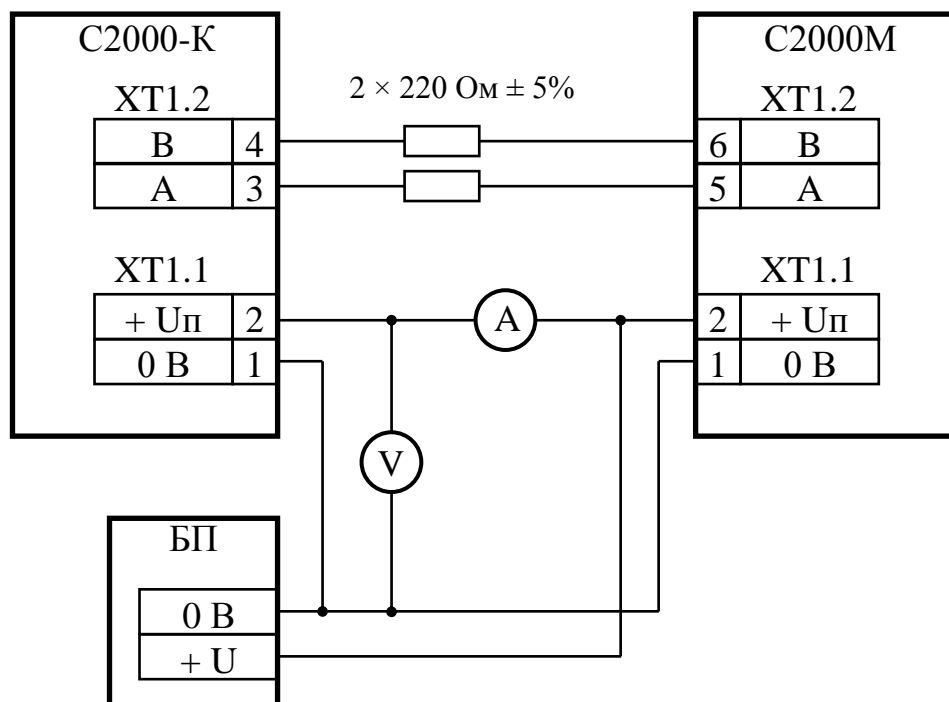 С2000-К
ХТ1.2
В 4
А 3
ХТ1.1
+ Uп 2
0 В 1
2 × 220 Ом ± 5%
С2000М
ХТ1.2
6 В
5 А
ХТ1.1
2 + Uп
1 0 В
А
V
БП
0 В
+ U